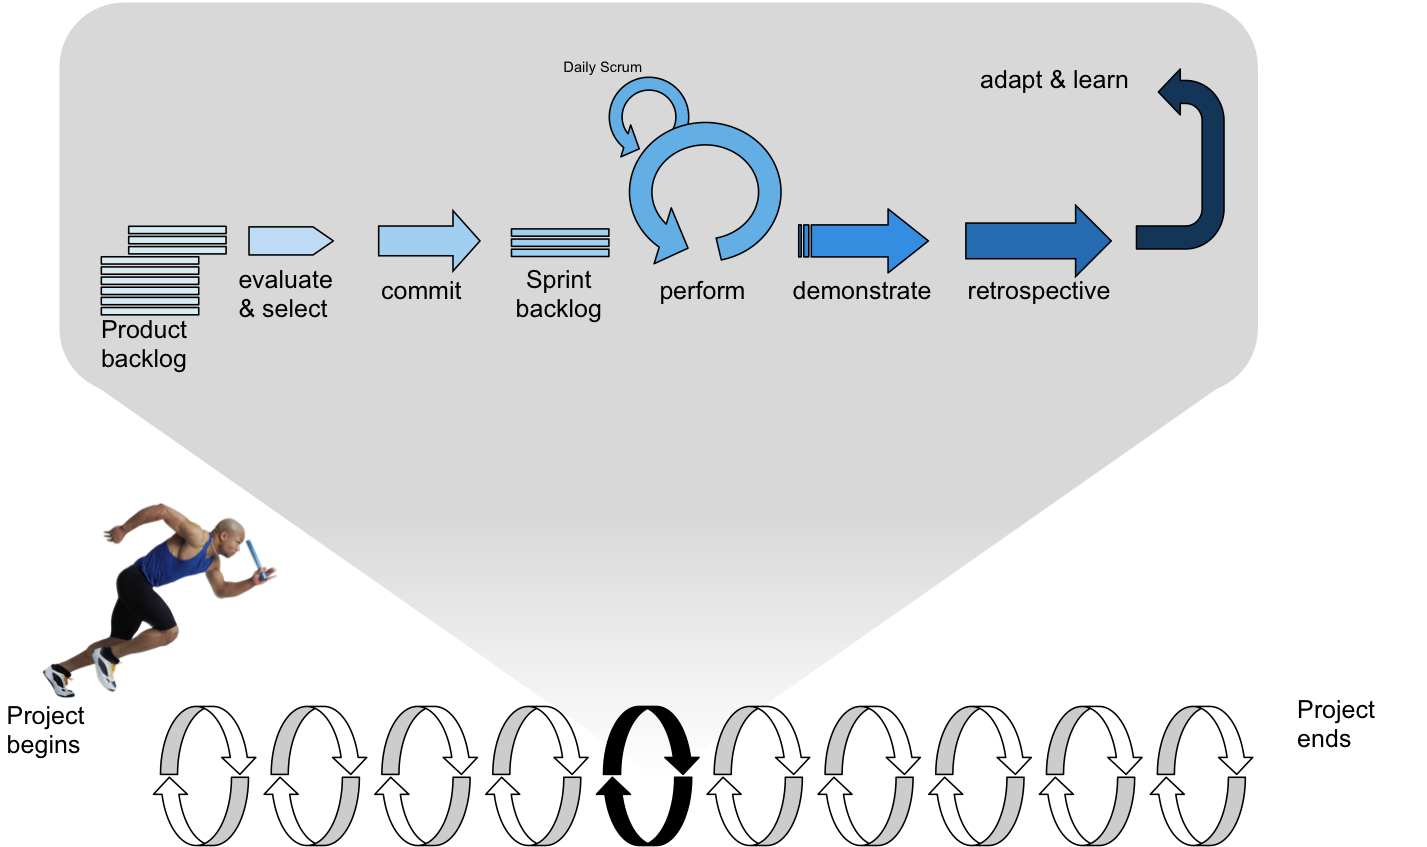 Daily Scrum
adapt & learn
Product
backlog
evaluate
& select
commit
Sprint
backlog
perform
demonstrate
retrospective
Project
begins
Project
ends